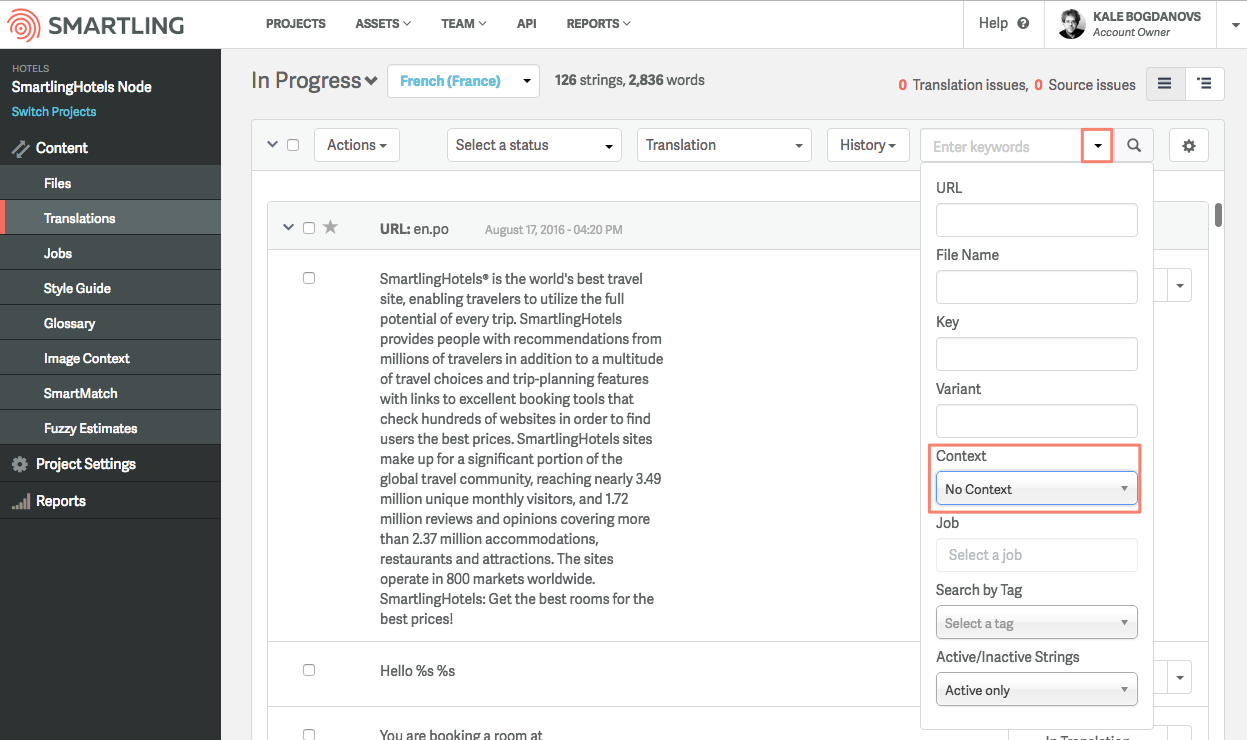 SMARTLING
PROJECTS
ASSETS
TEAM
API
REPORTS
Help
KALE BOGDANOVS
Account Owner
HOTELS
SmartlingHotels Node
Switch Projects
Content
Files
Translations
Jobs
Style Guide
Glossary
Image Context
SmartMatch
Fuzzy Estimates
Project Settings
Reports
In Progress
French (France)
126 strings, 2,836 words
0 Translation issues, 0 Source issues
Actions
Select a status
Translation
History
Enter keywords
URL: en.po
August 17, 2016 - 04:20 PM
SmartlingHotels® is the world's best travel
site, enabling travelers to utilize the full
potential of every trip. SmartlingHotels
provides people with recommendations from
millions of travelers in addition to a multitude
of travel choices and trip-planning features
with links to excellent booking tools that
check hundreds of websites in order to find
users the best prices. SmartlingHotels sites
make up for a significant portion of the
global travel community, reaching nearly 3.49
million unique monthly visitors, and 1.72
million reviews and opinions covering more
than 2.37 million accommodations,
restaurants and attractions. The sites
operate in 800 markets worldwide.
SmartlingHotels: Get the best rooms for the
best prices!
Hello %s %s
You are booking a room at
URL
File Name
Key
Variant
Context
No Context
Job
Select a job
Search by Tag
Select a tag
Active/Inactive Strings
Active only
In Translation